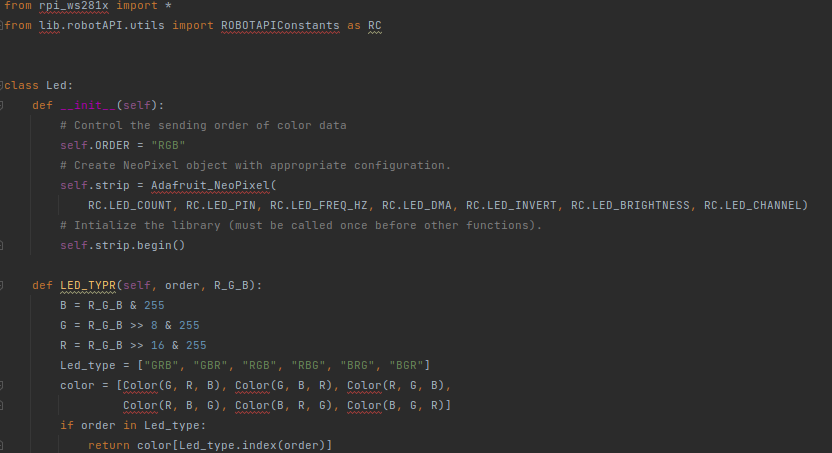 from rpi_ws281x import *
from lib.robotAPI.utils import ROBOTAPIConstants as RC
class Led:
def __init__(self):
# Control the sending order of color data
self.ORDER = "RGB"
# Create NeoPixel object with appropriate configuration.
self.strip = Adafruit_NeoPixel(
RC.LED_COUNT, RC.LED_PIN, RC.LED_FREQ_HZ, RC.LED_DMA, RC.LED_INVERT, RC.LED_BRIGHTNESS, RC.LED_CHANNEL)
# Intialize the library (must be called once before other functions).
self.strip.begin()
def LED_TYPR(self, order, R_G_B):
B = R_G_B & 255
G = R_G_B >> 8 & 255
R = R_G_B >> 16 & 255
Led_type = ["GRB", "GBR", "RGB", "RBG", "BRG", "BGR"]
color = [Color(G, R, B), Color(G, B, R), Color(R, G, B),
Color(R, B, G), Color(B, R, G), Color(B, G, R)]
if order in Led_type:
return color[Led_type.index(order)]